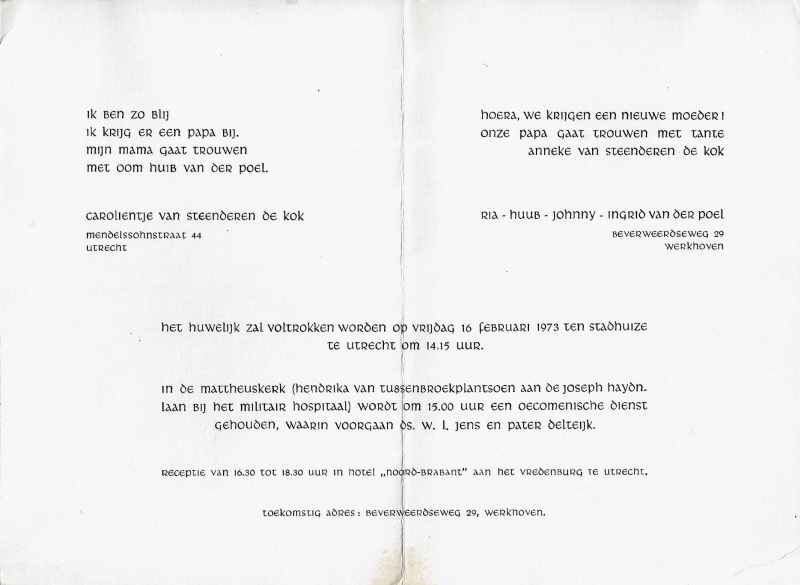 ik ben zo blij
ik krijg er een papa bij.
mijn mama gaat trouwen
met oom huib van der poel.
carolientje van steenderen de kok
mendelssohnstraat 44
utrecht
hoera, we krijgen een nieuwe moeder!
onze papa gaat trouwen met tante
anneke van steenderen de kok
ria - huub - johnny - ingrid van der poel
beverweerdseweg 29
werkhoven
het huwelijk zal voltrokken worden op vrijdag 16 februari 1973 ten stadhuize
te utrecht om 14.15 uur.
in de mattheuskerk (hendrika van tussenbroekplantsoen aan de joseph haydn-
laan bij het militair hospitaal) wordt om 15.00 uur een oecomenische dienst
gehouden, waarin voorgaan ds. w. l. jens en pater delteijk.
receptie van 16.30 tot 18.30 uur in hotel „noord-brabant" aan het vredenburg te utrecht.
toekomstig adres: beverweerdseweg 29, werkhoven.